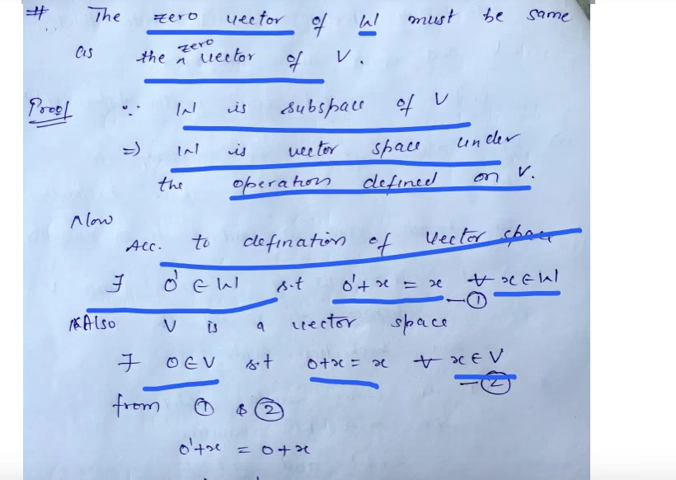 # The zero vector of W must be same
as the zero vector of V.
Proof ∵ W is subspace of V
=) W is vector space under
the operation defined on V.
Now
Acc. to defination of vector space
∃ 0' ∈ W s.t 0'+x = x ∀ x ∈ W
—①
Also V is a vector space
∃ 0∈V s.t 0+x = x ∀ x ∈ V
—②
from ① & ②
0'+x = 0+x